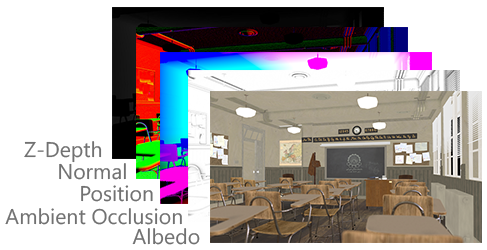 Z-Depth
Normal
Position
Ambient Occlusion
Albedo